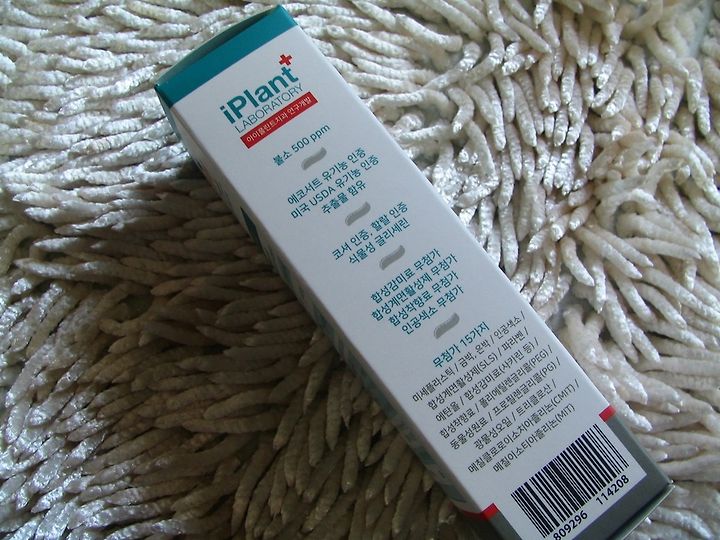 iPlant+
LABORATORY
아이플란트치과 연구개발
불소 500 ppm
에코서트 유기농 인증
미국 USDA 유기농 인증
추출물 함유
코셔 인증, 할랄 인증
식물성 글리세린
합성감미료 무첨가
합성계면활성제 무첨가
합성착향료 무첨가
인공색소 무첨가
무첨가 15가지
미세플라스틱 / 코박, 은박 / 인공색소 /
합성계면활성제(SLS) / 파라벤 /
에탄올 / 합성감미료(사카린 등) /
합성착향료 / 폴리에틸렌글리콜(PEG) /
동물성원료 / 프로필렌글리콜(PG) /
광물성오일 / 트리클로산 /
메칠클로로이소치아졸리논(CMIT) /
메칠이소티아졸리논(MIT)
809296 114208